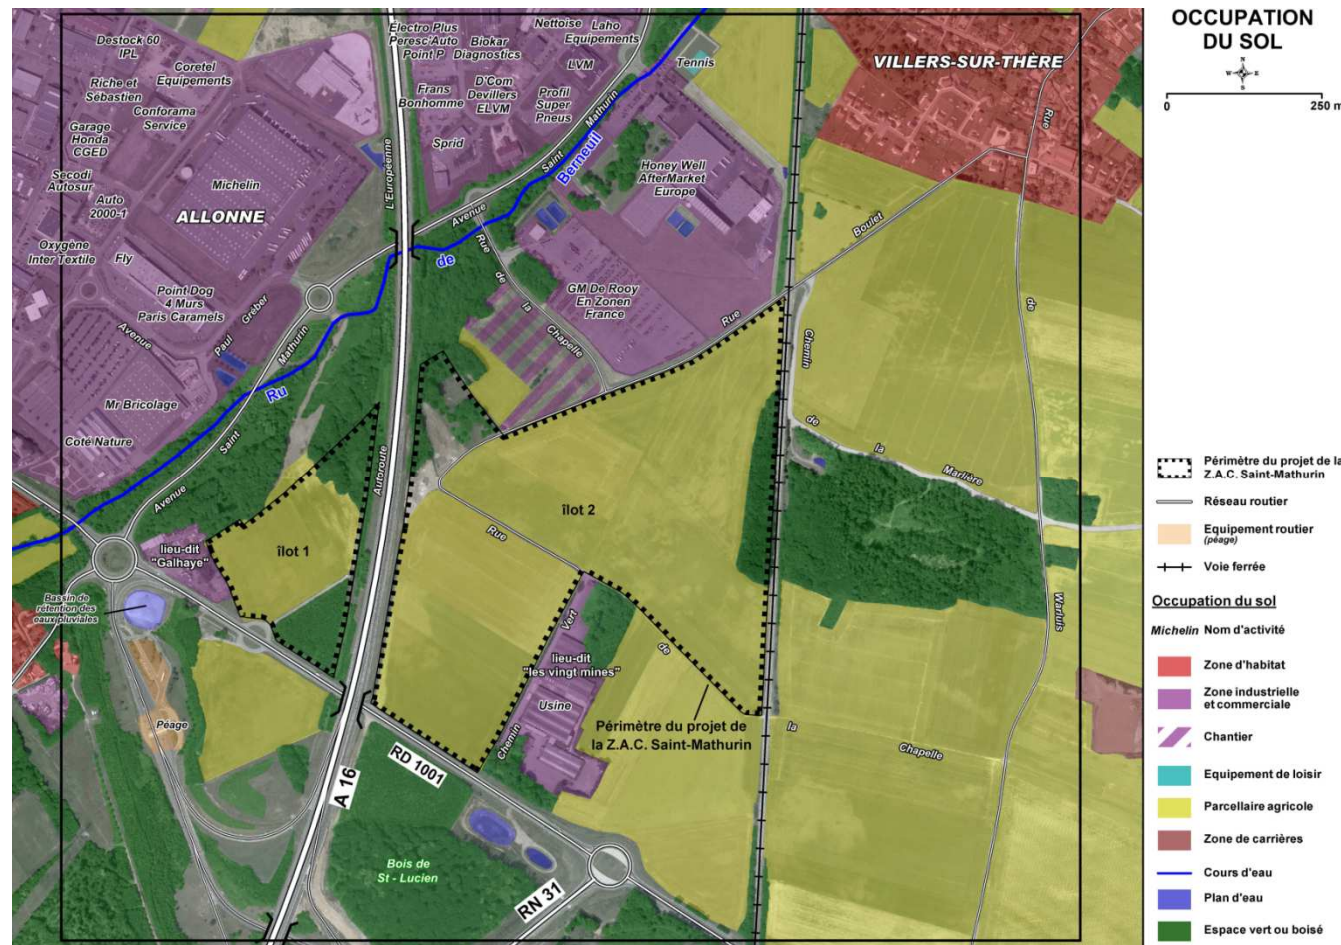 OCCUPATION
DU SOL
N
W E
S
0 250 m
Destock 60
IPL
Riche et
Sébastien
Coretel
Equipements
Conforama
Service
Garage
Honda
CGED
Secodi
Autosur
Auto
2000-1
Michelin
ALLONNE
Oxygène
Inter Textile
Fly
Point Dog
4 Murs
Paris Caramels
Avenue
Paul
Gréber
Mr Bricolage
Coté Nature
Électro Plus
Peresc'Auto
Point P
Biokar
Diagnostics
Nettoise
Laho
Equipements
LVM
Frans
Bonhomme
D'Com
Devillers
ELVM
Profil
Super
Pneus
Sprid
L'Européenne
Tennis
VILLERS-SUR-THÈRE
Avenue
Saint
Mathurin
Berneuil
Honey Well
AfterMarket
Europe
GM De Rooy
En Zonen
France
Rue
de
la
Chapelle
Rue
Boulet
Rue
de
Warluis
Chemin
de
la
Marlière
Ru
de
Avenue
Saint
Mathurin
Autoroute
lieu-dit
"Galhaye"
îlot 1
îlot 2
Rue
de
la
Chapelle
Bassin de
rétention des
eaux pluviales
Péage
Chemin
Vert
lieu-dit
"les vingt mines"
Usine
Périmètre du projet de
la Z.A.C. Saint-Mathurin
A 16
RD 1001
RN 31
Bois de
St - Lucien
Périmètre du projet de la
Z.A.C. Saint-Mathurin
Réseau routier
Equipement routier
(péage)
Voie ferrée
Occupation du sol
Michelin Nom d'activité
Zone d'habitat
Zone industrielle
et commerciale
Chantier
Equipement de loisir
Parcellaire agricole
Zone de carrières
Cours d'eau
Plan d'eau
Espace vert ou boisé